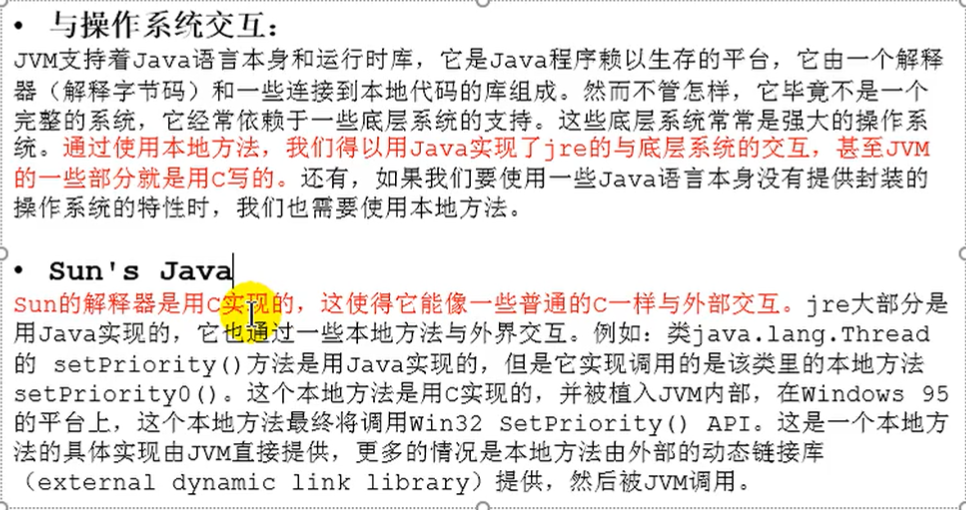 • 与操作系统交互：
JVM支持着Java语言本身和运行时库，它是Java程序赖以生存的平台，它由一个解释
器（解释字节码）和一些连接到本地代码的库组成。然而不管怎样，它毕竟不是一个
完整的系统，它经常依赖于一些底层系统的支持。这些底层系统常常是强大的操作系
统。通过使用本地方法，我们得以用Java实现了jre的与底层系统的交互，甚至JVM
的一些部分就是用C写的。还有，如果我们要使用一些Java语言本身没有提供封装的
操作系统的特性时，我们也需要使用本地方法。
• Sun's Java
Sun的解释器是用C实现的，这使得它能像一些普通的C一样与外部交互。jre大部分是
用Java实现的，它也通过一些本地方法与外界交互。例如：类java.lang.Thread
的 setPriority()方法是用Java实现的，但是它实现调用的是该类里的本地方法
setPriority0()。这个本地方法是用C实现的，并被植入JVM内部，在Windows 95
的平台上，这个本地方法最终将调用Win32 SetPriority() API。这是一个本地方
法的具体实现由JVM直接提供，更多的情况是本地方法由外部的动态链接库
（external dynamic link library）提供，然后被JVM调用。